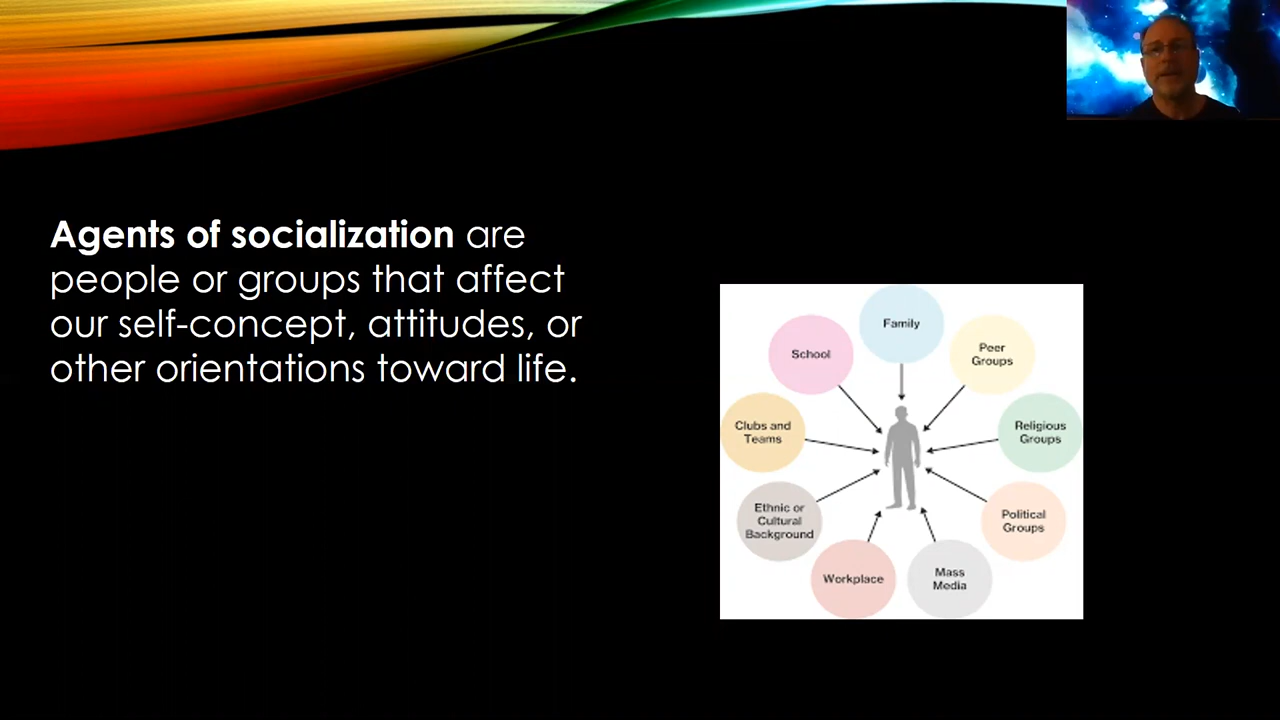 Agents of socialization are
people or groups that affect
our self-concept, attitudes, or
other orientations toward life.
Family
School
Peer
Groups
Clubs and
Teams
Religious
Groups
Ethnic or
Cultural
Background
Political
Groups
Workplace
Mass
Media